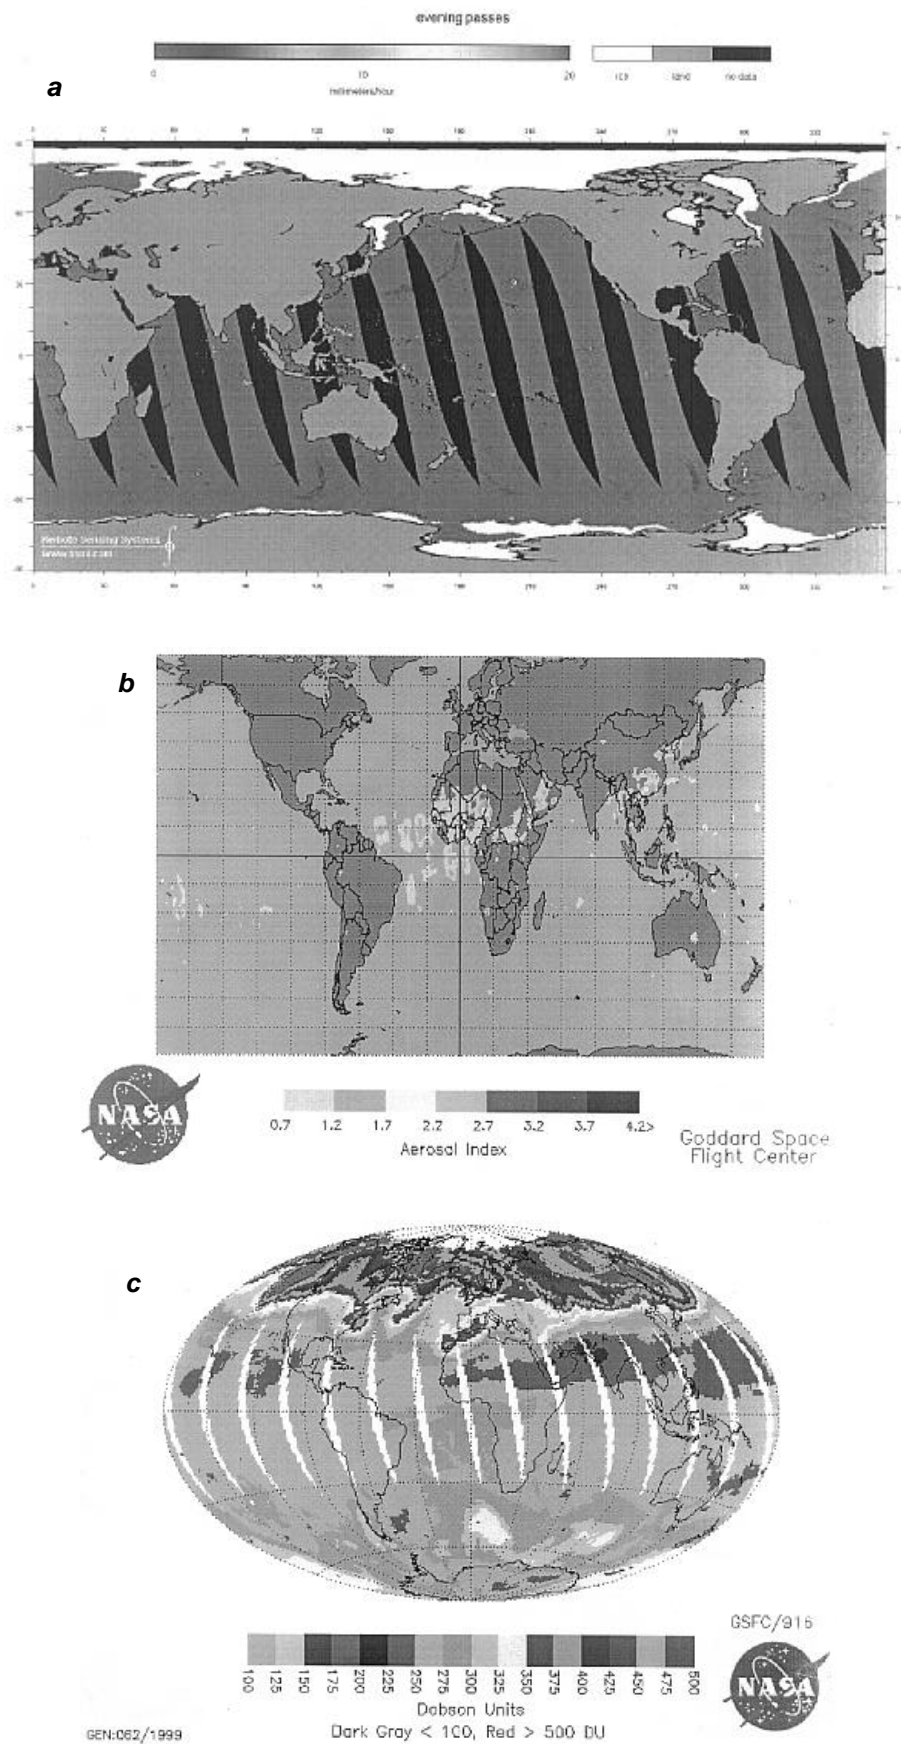 evening passes
0 10 20
millimeters/hour
ice land no data
a
Remote Sensing Systems
b
NASA
0.7 1.2 1.7 2.2 2.7 3.2 3.7 4.2>
Aerosol Index
Goddard Space
Flight Center
c
GSFC/916
100 125 150 175 200 225 250 275 300 325 350 375 400 425 450 475 500
NASA
Dobson Units
Dark Gray < 100, Red > 500 DU
GEN:062/1999